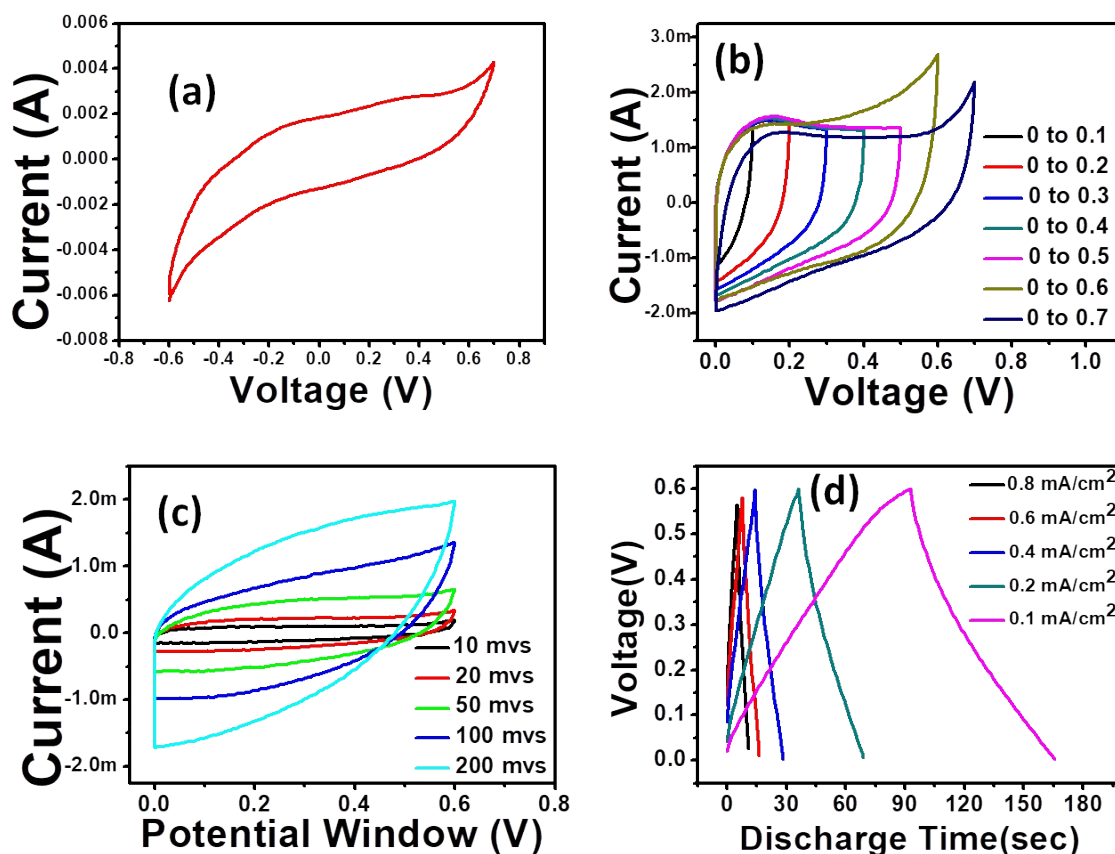 (a)
Current (A)
0.006
0.004
0.002
0.000
-0.002
-0.004
-0.006
-0.008
-0.8 -0.6 -0.4 -0.2 0.0 0.2 0.4 0.6 0.8
Voltage (V)
(b)
Current (A)
3.0m
2.0m
1.0m
0.0
-1.0m
-2.0m
0 to 0.1
0 to 0.2
0 to 0.3
0 to 0.4
0 to 0.5
0 to 0.6
0 to 0.7
0.0 0.2 0.4 0.6 0.8 1.0
Voltage (V)
(c)
Current (A)
2.0m
1.0m
0.0
-1.0m
-2.0m
10 mvs
20 mvs
50 mvs
100 mvs
200 mvs
0.0 0.2 0.4 0.6 0.8
Potential Window (V)
(d)
Voltage(V)
0.6
0.5
0.4
0.3
0.2
0.1
0.0
0.8 mA/cm²
0.6 mA/cm²
0.4 mA/cm²
0.2 mA/cm²
0.1 mA/cm²
0 30 60 90 120 150 180
Discharge Time(sec)